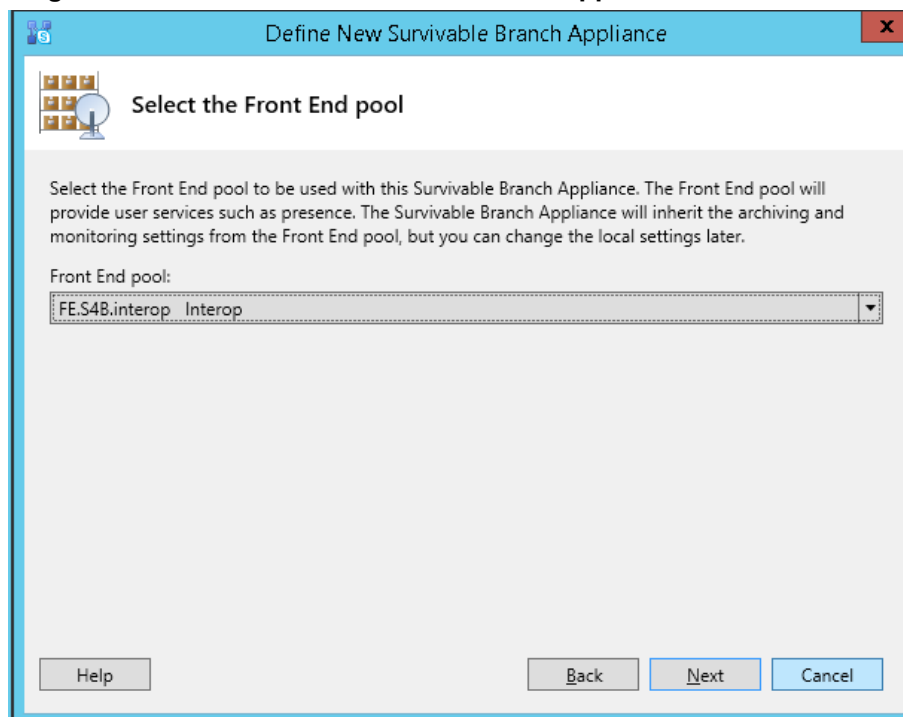 Define New Survivable Branch Appliance
x
Select the Front End pool
Select the Front End pool to be used with this Survivable Branch Appliance. The Front End pool will
provide user services such as presence. The Survivable Branch Appliance will inherit the archiving and
monitoring settings from the Front End pool, but you can change the local settings later.
Front End pool:
FE.S4B.interop Interop
Help
Back
Next
Cancel